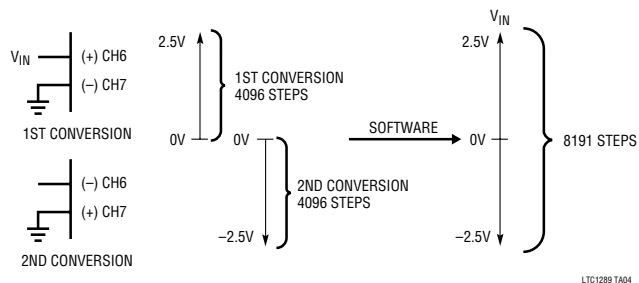 V_IN
(+) CH6
(–) CH7
1ST CONVERSION
(–) CH6
(+) CH7
2ND CONVERSION
2.5V
0V
1ST CONVERSION
4096 STEPS
0V
–2.5V
2ND CONVERSION
4096 STEPS
SOFTWARE
V_IN
2.5V
0V
–2.5V
8191 STEPS
LTC1289 TA04